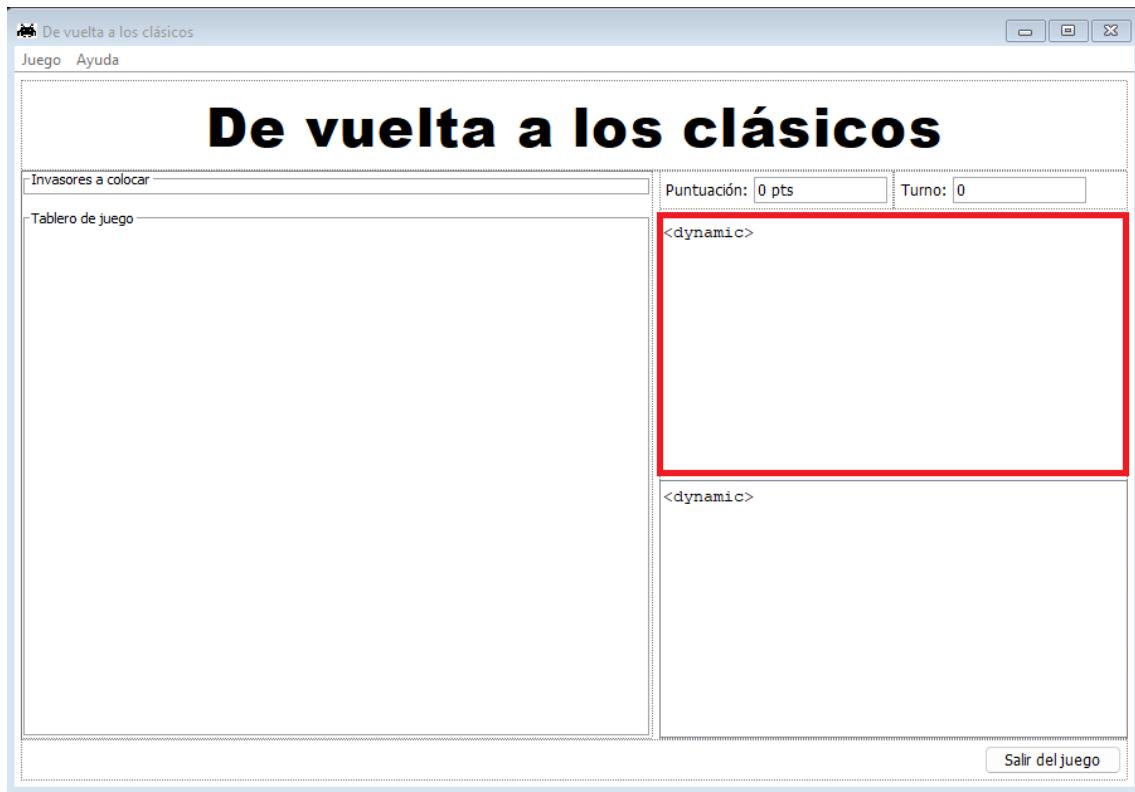 De vuelta a los clásicos
Juego Ayuda
De vuelta a los clásicos
Invasores a colocar
Puntuación: 0 pts Turno: 0
Tablero de juego
<dynamic>
<dynamic>
Salir del juego